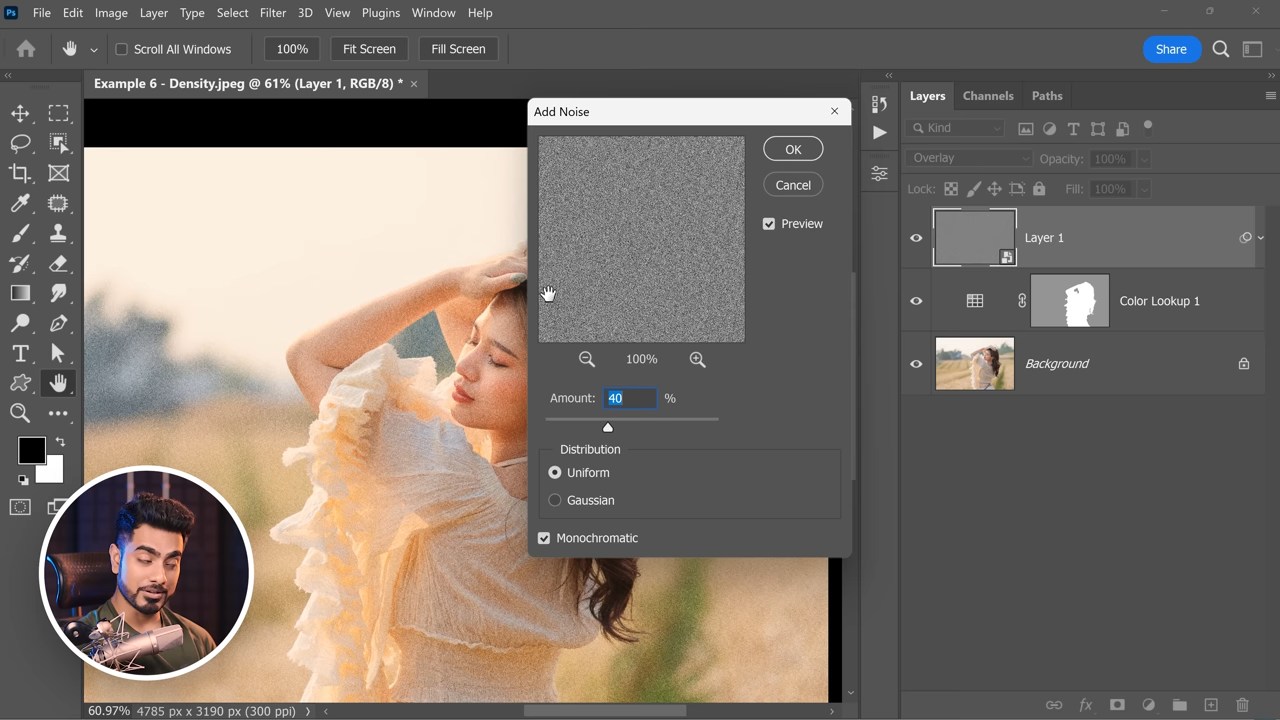 Ps File Edit Image Layer Type Select Filter 3D View Plugins Window Help
Scroll All Windows 100% Fit Screen Fill Screen Share
Example 6 - Density.jpeg @ 61% (Layer 1, RGB/8) *
Add Noise
OK
Cancel
Preview
100%
Amount: 40 %
Distribution
Uniform
Gaussian
Monochromatic
Layers Channels Paths
Kind
Overlay Opacity: 100%
Lock: Fill: 100%
Layer 1
Color Lookup 1
Background
60.97% 4785 px x 3190 px (300 ppi)